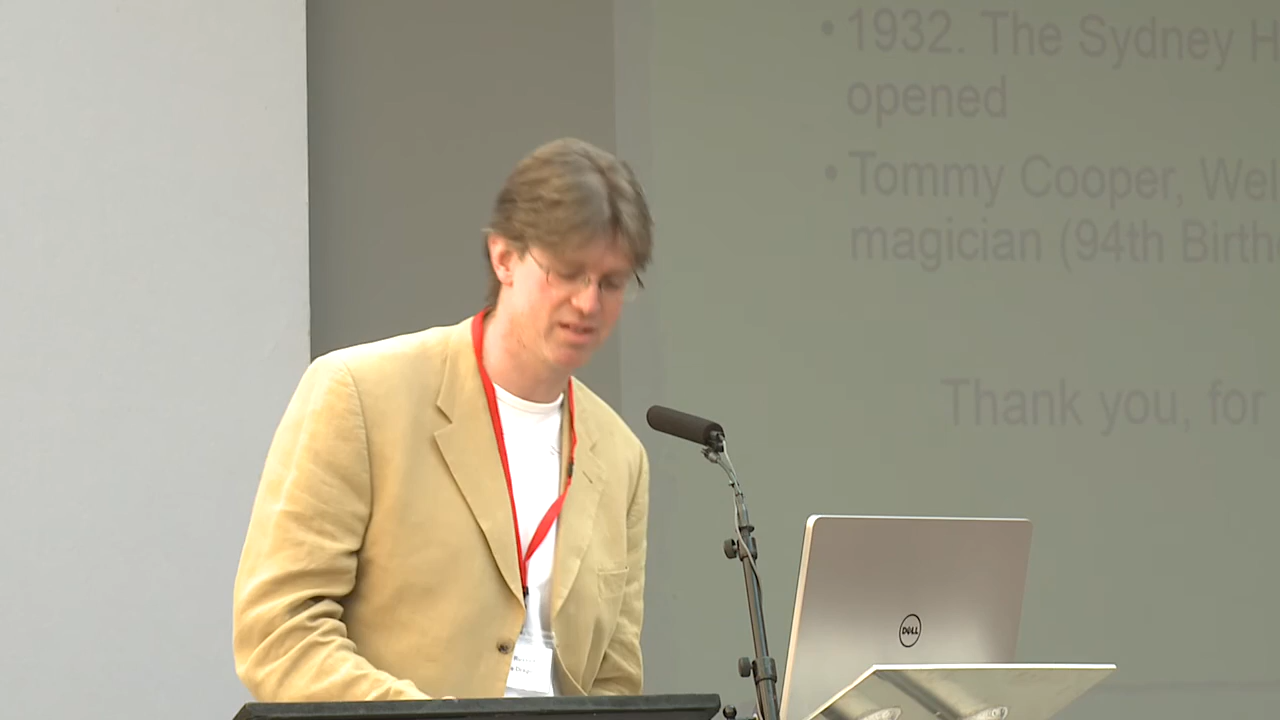 • 1932. The Sydney H
opened
• Tommy Cooper, Wel
magician (94th Birth
Thank you, for
DELL